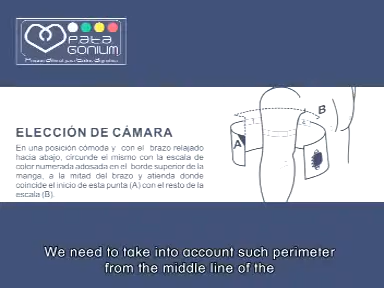 Pata
GONIUM
ELECCIÓN DE CÁMARA
En una posición cómoda y con el brazo relajado
hacia abajo, circunde el mismo con la escala de
color numerada adosada en el borde superior de la
manga, a la mitad del brazo y atienda donde
coincide el inicio de esta punta (A) con el resto de la
escala (B).
A
B
We need to take into account such perimeter
from the middle line of the